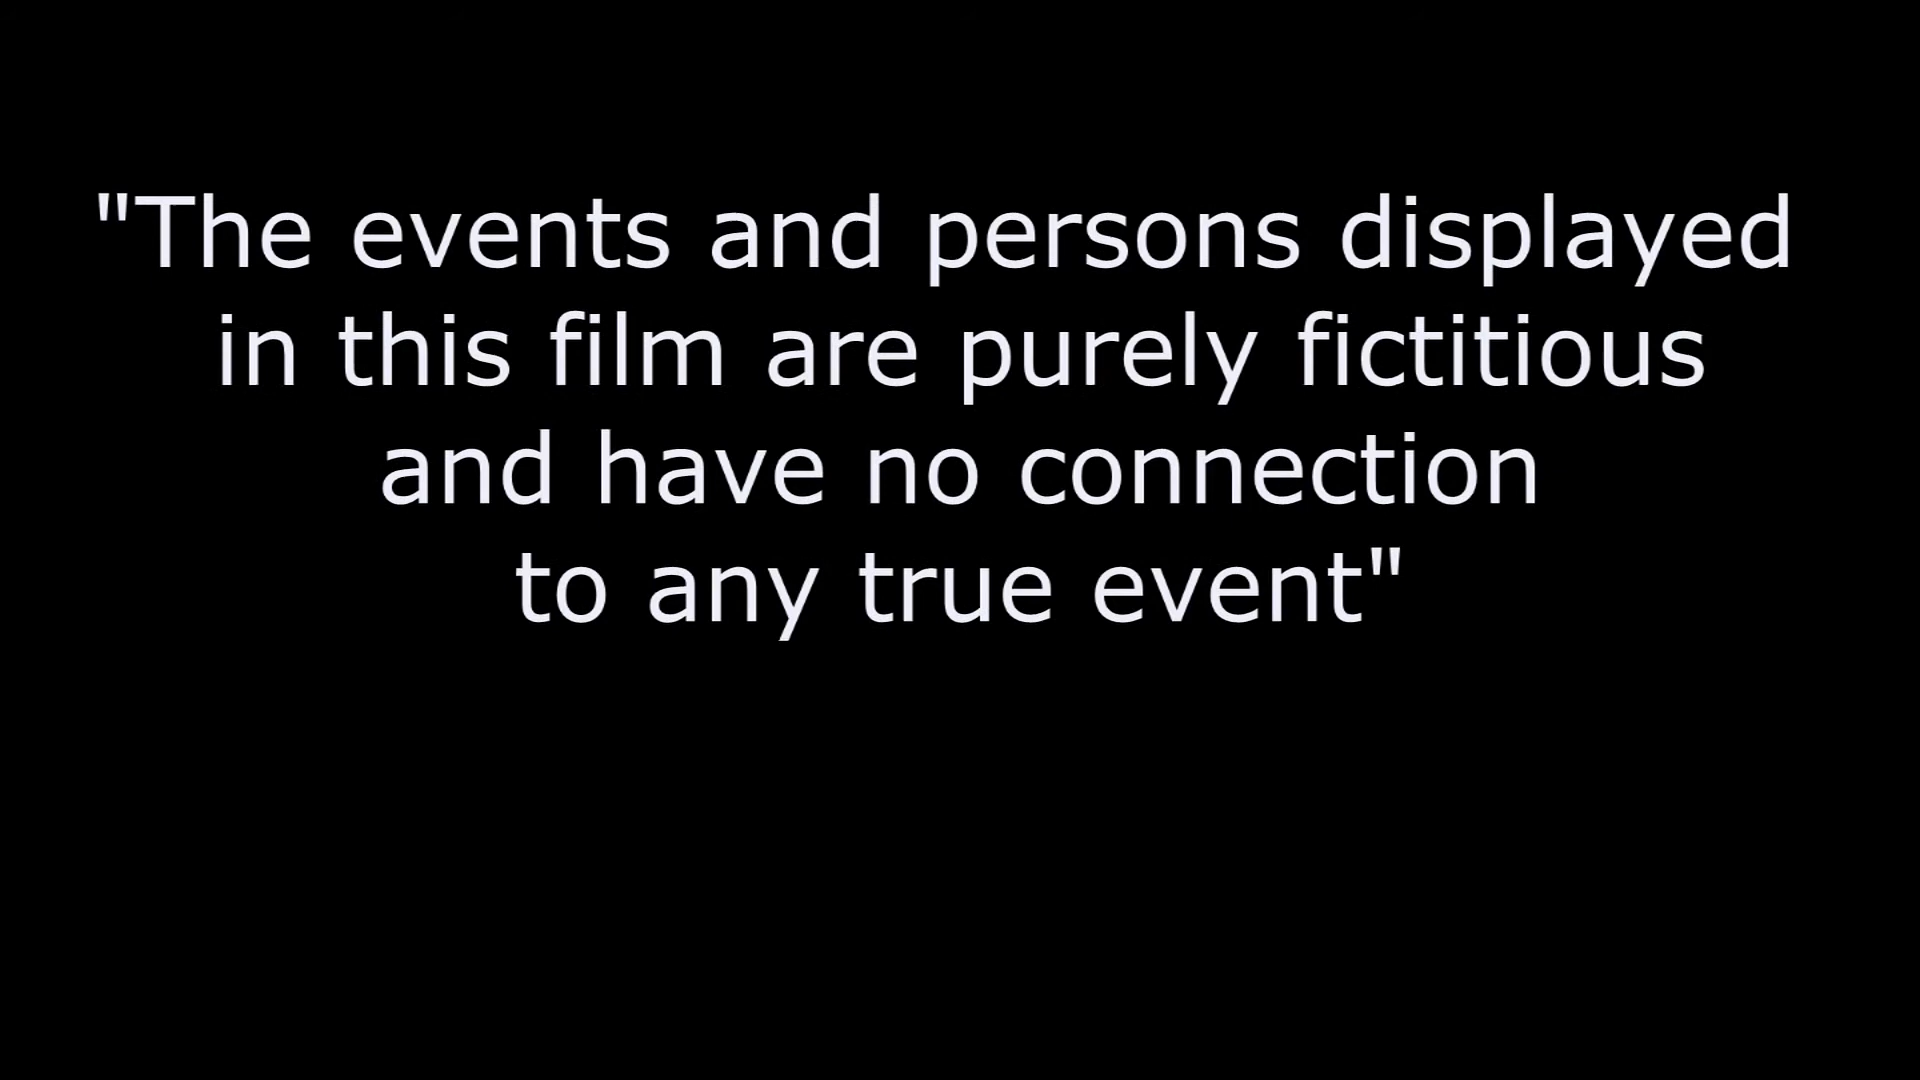 "The events and persons displayed
in this film are purely fictitious
and have no connection
to any true event"